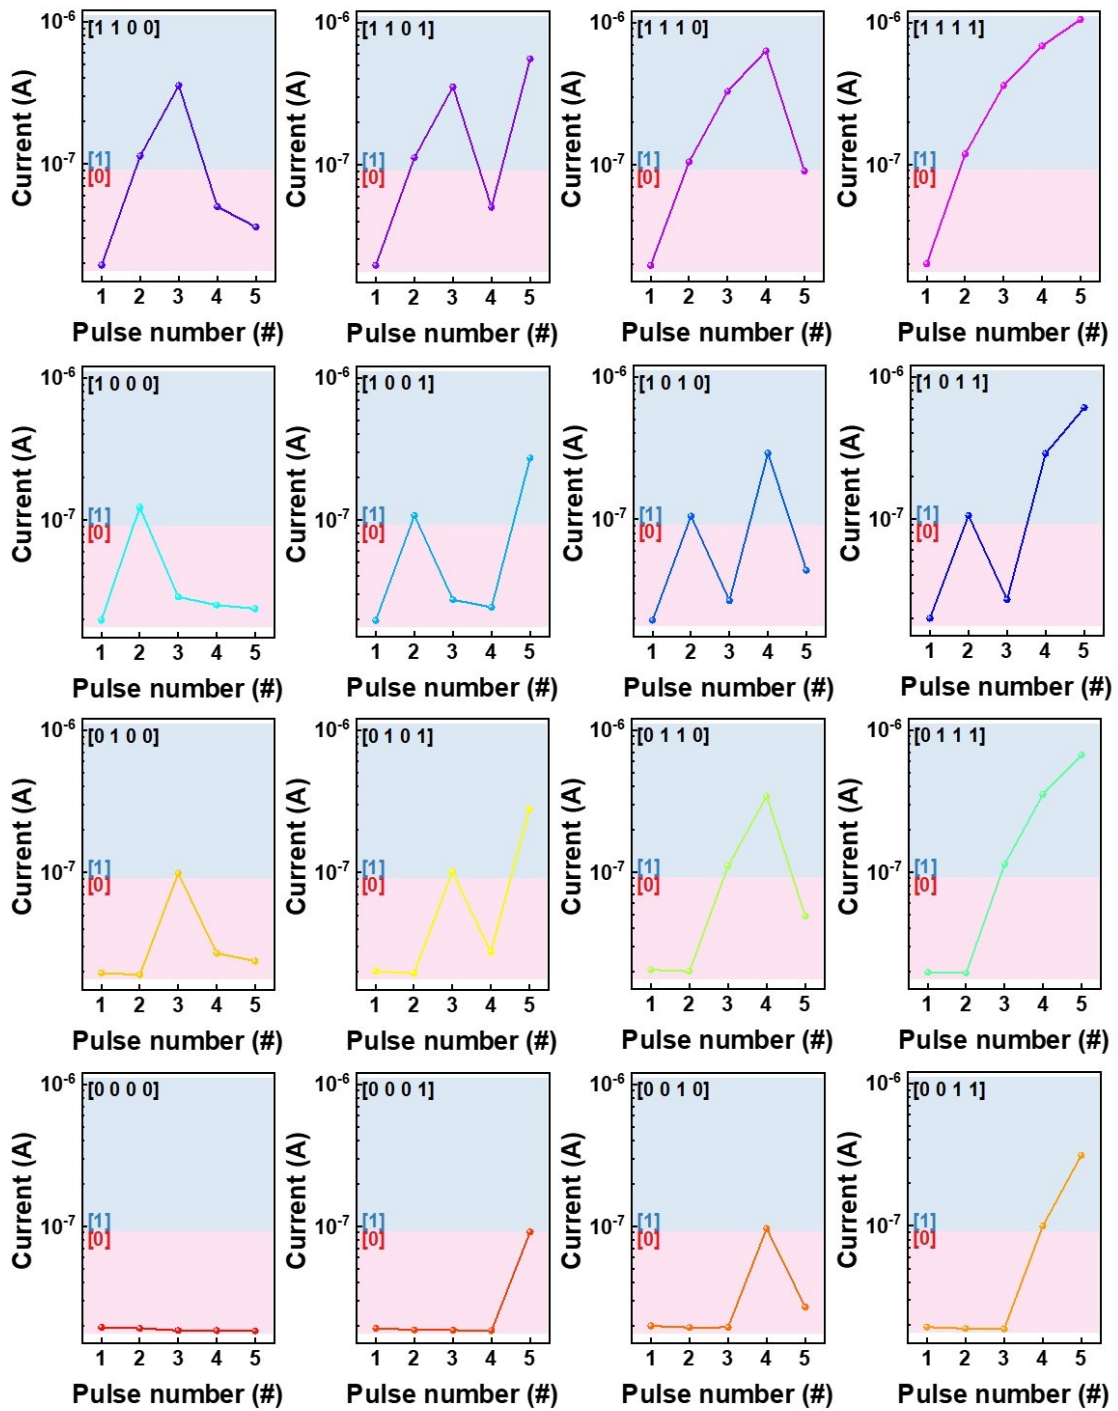 10-6
[1 1 0 0]
Current (A)
[1]
10-7
[0]
1 2 3 4 5
Pulse number (#)
10-6
[1 1 0 1]
Current (A)
[1]
10-7
[0]
1 2 3 4 5
Pulse number (#)
10-6
[1 1 1 0]
Current (A)
[1]
10-7
[0]
1 2 3 4 5
Pulse number (#)
10-6
[1 1 1 1]
Current (A)
[1]
10-7
[0]
1 2 3 4 5
Pulse number (#)
10-6
[1 0 0 0]
Current (A)
[1]
10-7
[0]
1 2 3 4 5
Pulse number (#)
10-6
[1 0 0 1]
Current (A)
[1]
10-7
[0]
1 2 3 4 5
Pulse number (#)
10-6
[1 0 1 0]
Current (A)
[1]
10-7
[0]
1 2 3 4 5
Pulse number (#)
10-6
[1 0 1 1]
Current (A)
[1]
10-7
[0]
1 2 3 4 5
Pulse number (#)
10-6
[0 1 0 0]
Current (A)
[1]
10-7
[0]
1 2 3 4 5
Pulse number (#)
10-6
[0 1 0 1]
Current (A)
[1]
10-7
[0]
1 2 3 4 5
Pulse number (#)
10-6
[0 1 1 0]
Current (A)
[1]
10-7
[0]
1 2 3 4 5
Pulse number (#)
10-6
[0 1 1 1]
Current (A)
[1]
10-7
[0]
1 2 3 4 5
Pulse number (#)
10-6
[0 0 0 0]
Current (A)
[1]
10-7
[0]
1 2 3 4 5
Pulse number (#)
10-6
[0 0 0 1]
Current (A)
[1]
10-7
[0]
1 2 3 4 5
Pulse number (#)
10-6
[0 0 1 0]
Current (A)
[1]
10-7
[0]
1 2 3 4 5
Pulse number (#)
10-6
[0 0 1 1]
Current (A)
[1]
10-7
[0]
1 2 3 4 5
Pulse number (#)